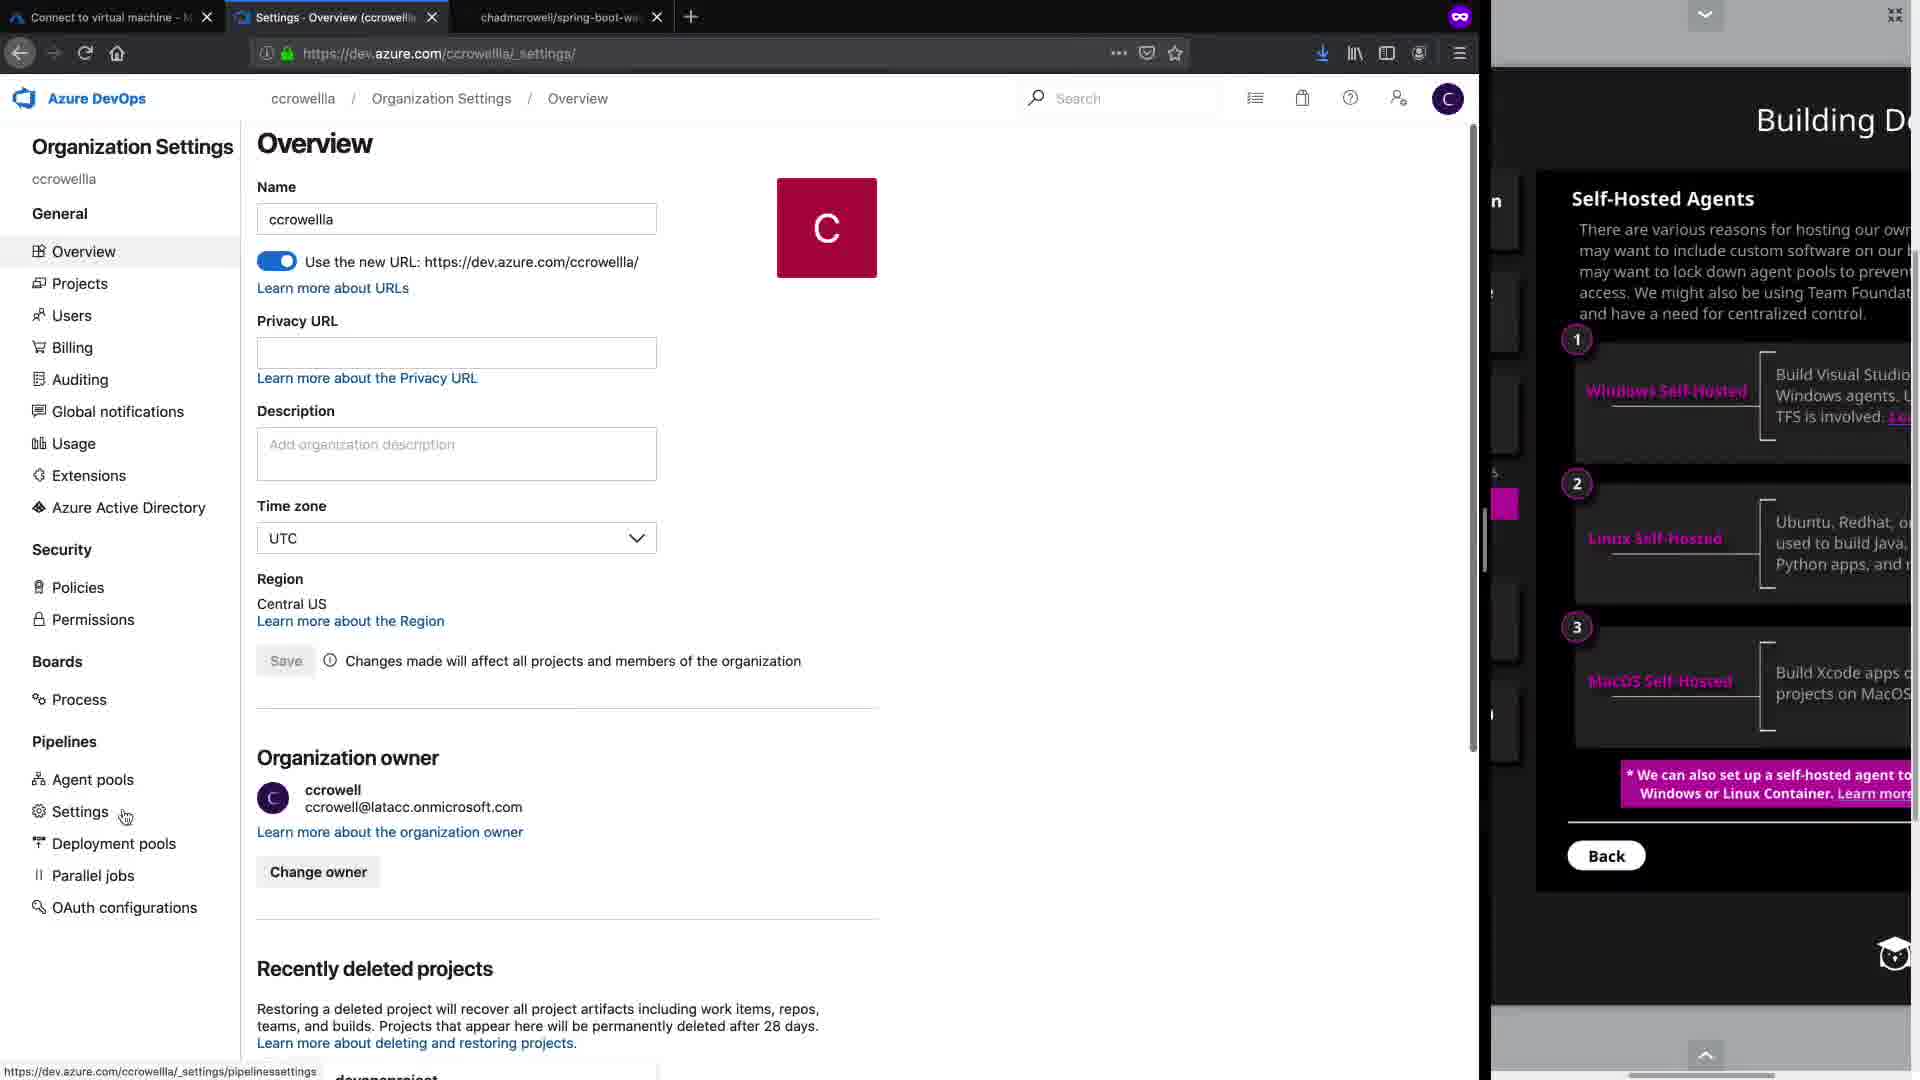 Connect to virtual machine - M
Settings - Overview (ccrowellla
chadmcrowell/spring-boot-we
https://dev.azure.com/ccrowellla/_settings/
Azure DevOps
ccrowellla / Organization Settings / Overview
Search
C
Organization Settings
ccrowellla
General
Overview
Projects
Users
Billing
Auditing
Global notifications
Usage
Extensions
Azure Active Directory
Security
Policies
Permissions
Boards
Process
Pipelines
Agent pools
Settings
Deployment pools
Parallel jobs
OAuth configurations
https://dev.azure.com/ccrowellla/_settings/pipelinessettings
Overview
Name
ccrowellla
C
Use the new URL: https://dev.azure.com/ccrowellla/
Learn more about URLs
Privacy URL
Learn more about the Privacy URL
Description
Add organization description
Time zone
UTC
Region
Central US
Learn more about the Region
Save
Changes made will affect all projects and members of the organization
Organization owner
C
ccrowell
ccrowell@latacc.onmicrosoft.com
Learn more about the organization owner
Change owner
Recently deleted projects
Restoring a deleted project will recover all project artifacts including work items, repos,
teams, and builds. Projects that appear here will be permanently deleted after 28 days.
Learn more about deleting and restoring projects.
devopsproject
Building De
n
Self-Hosted Agents
There are various reasons for hosting our own
may want to include custom software on our b
may want to lock down agent pools to prevent
access. We might also be using Team Foundat
and have a need for centralized control.
1
Windows Self-Hosted
Build Visual Studio
Windows agents. U
TFS is involved. Lea
2
Linux Self-Hosted
Ubuntu, Redhat, or
used to build Java,
Python apps, and
3
MacOS Self-Hosted
Build Xcode apps o
projects on MacOS
* We can also set up a self-hosted agent to
Windows or Linux Container. Learn more
Back